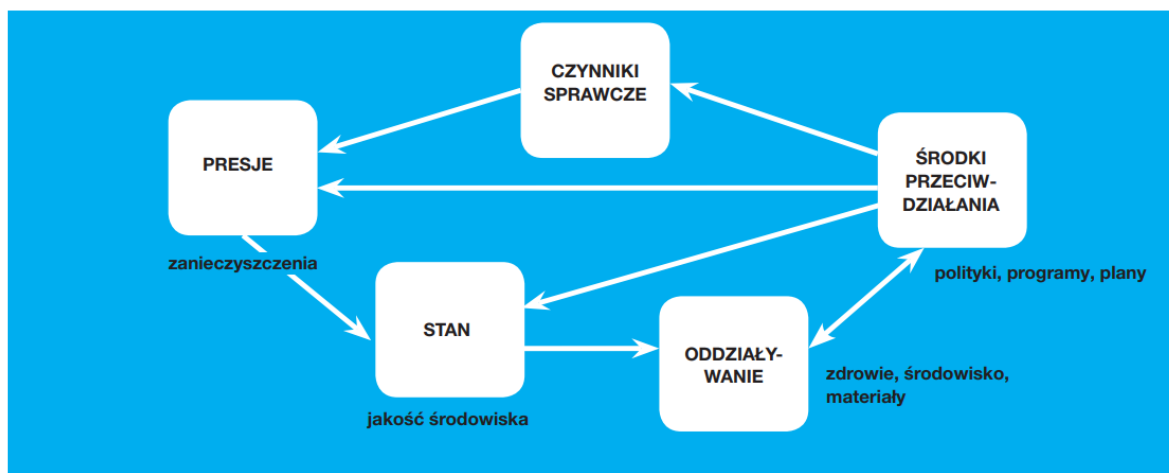 CZYNNIKI
SPRAWCZE
PRESJE
ŚRODKI
PRZECIW-
DZIAŁANIA
zanieczyszczenia
polityki, programy, plany
STAN
ODDZIAŁY-
WANIE
zdrowie, środowisko,
materiały
jakość środowiska